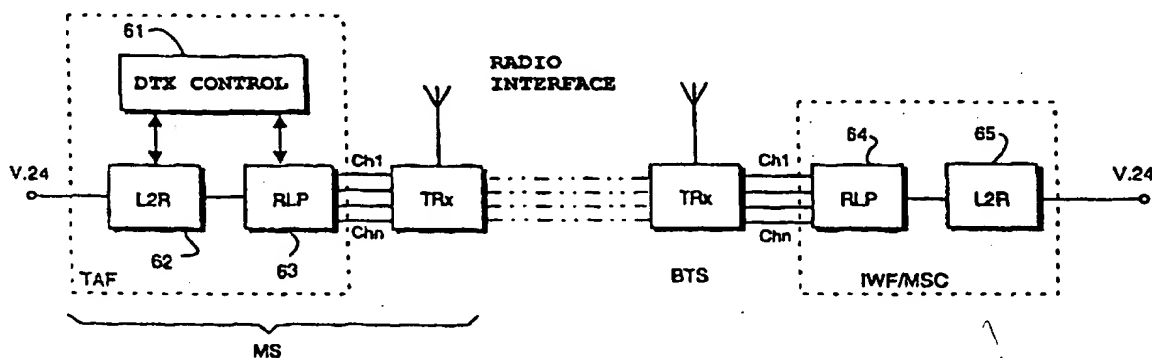 61
DTX CONTROL
RADIO
INTERFACE
V.24
L2R
RLP
Ch1
Chn
TRx
TRx
Ch1
Chn
64
RLP
65
L2R
V.24
62
63
TAF
BTS
IWF/MSC
MS